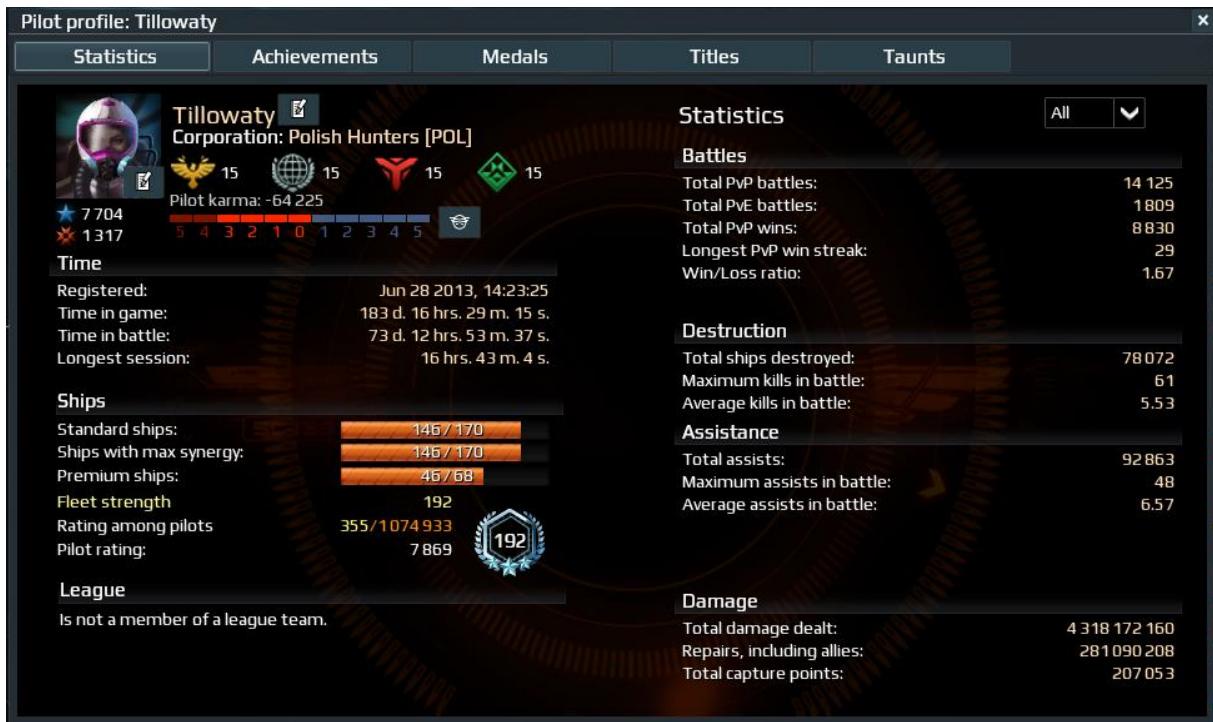 Pilot profile: Tillowaty
Statistics Achievements Medals Titles Taunts
Tillowaty
Corporation: Polish Hunters [POL]
15 15 15 15
Pilot karma: -64 225
7 704
1 317
5 4 3 2 1 0 1 2 3 4 5
Time
Registered: Jun 28 2013, 14:23:25
Time in game: 183 d. 16 hrs. 29 m. 15 s.
Time in battle: 73 d. 12 hrs. 53 m. 37 s.
Longest session: 16 hrs. 43 m. 4 s.
Ships
Standard ships: 146 / 170
Ships with max synergy: 146 / 170
Premium ships: 46 / 68
Fleet strength 192
Rating among pilots 355/1 074 933
Pilot rating: 7 869
192
League
Is not a member of a league team.
Statistics All
Battles
Total PvP battles: 14 125
Total PvE battles: 1 809
Total PvP wins: 8 830
Longest PvP win streak: 29
Win/Loss ratio: 1.67
Destruction
Total ships destroyed: 78 072
Maximum kills in battle: 61
Average kills in battle: 5.53
Assistance
Total assists: 92 863
Maximum assists in battle: 48
Average assists in battle: 6.57
Damage
Total damage dealt: 4 318 172 160
Repairs, including allies: 281 090 208
Total capture points: 207 053